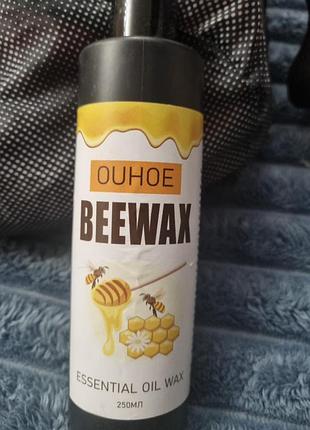 OUHOE
BEEWAX
ESSENTIAL OIL WAX
250МЛ